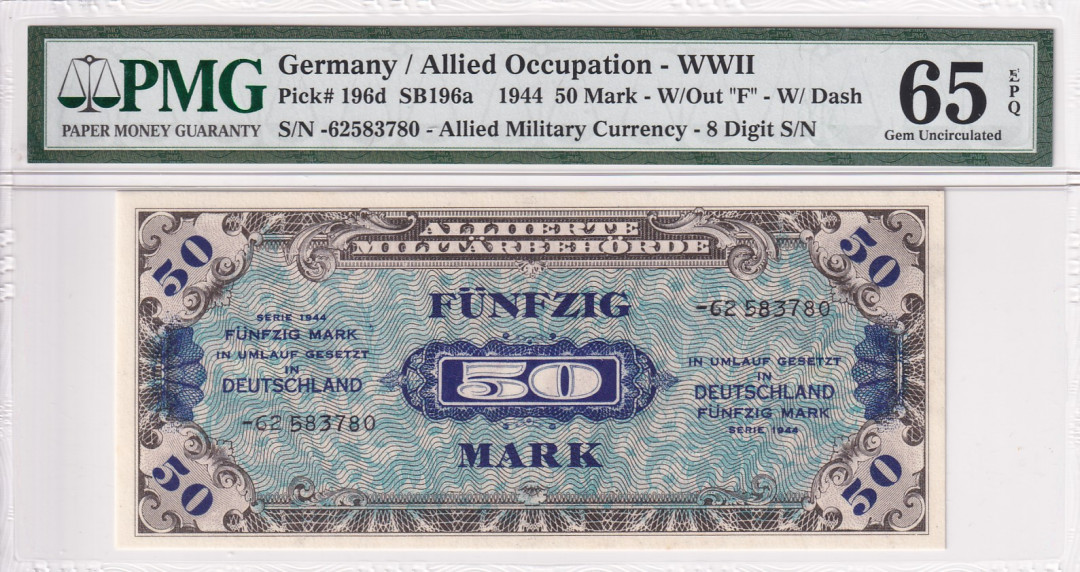 PMG
PAPER MONEY GUARANTY
Germany / Allied Occupation - WWII
Pick# 196d SB196a 1944 50 Mark - W/Out "F" - W/ Dash
S/N -62583780 - Allied Military Currency - 8 Digit S/N
65
EPQ
Gem Uncirculated
50
ALLIIERTE
MILITÄRBEHÖRDE
50
FÜNFZIG
-62 583780
SERIE 1944
FÜNFZIG MARK
IN UMLAUF GESETZT
IN
DEUTSCHLAND
-62 583780
50
IN UMLAUF GESETZT
IN
DEUTSCHLAND
FÜNFZIG MARK
SERIE 1944
MARK
50
50